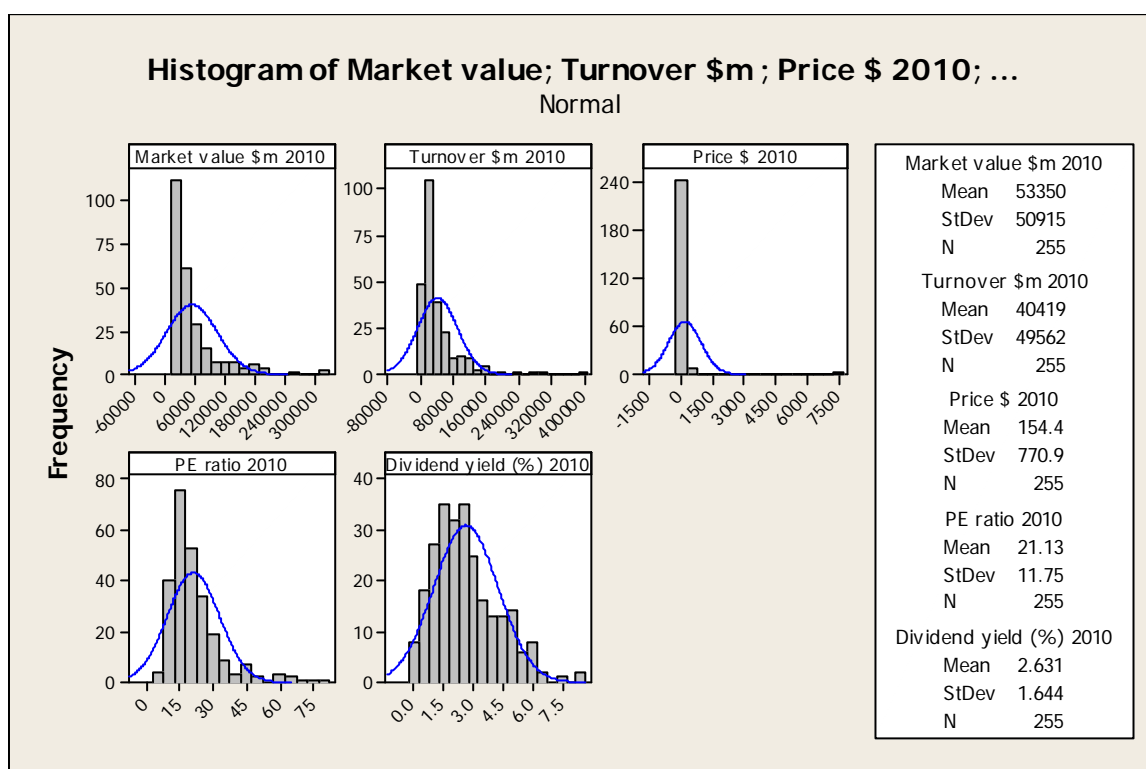 Histogram of Market value; Turnover $m ; Price $ 2010; ...
Normal
Frequency
Market value $m 2010
100
75
50
25
0
-60000 0 60000 120000 180000 240000 300000
Turnover $m 2010
100
75
50
25
0
-80000 0 80000 160000 240000 320000 400000
Price $ 2010
240
180
120
60
0
-1500 0 1500 3000 4500 6000 7500
PE ratio 2010
80
60
40
20
0
0 15 30 45 60 75
Dividend yield (%) 2010
40
30
20
10
0
0.0 1.5 3.0 4.5 6.0 7.5
Market value $m 2010
Mean 53350
StDev 50915
N 255
Turnover $m 2010
Mean 40419
StDev 49562
N 255
Price $ 2010
Mean 154.4
StDev 770.9
N 255
PE ratio 2010
Mean 21.13
StDev 11.75
N 255
Dividend yield (%) 2010
Mean 2.631
StDev 1.644
N 255